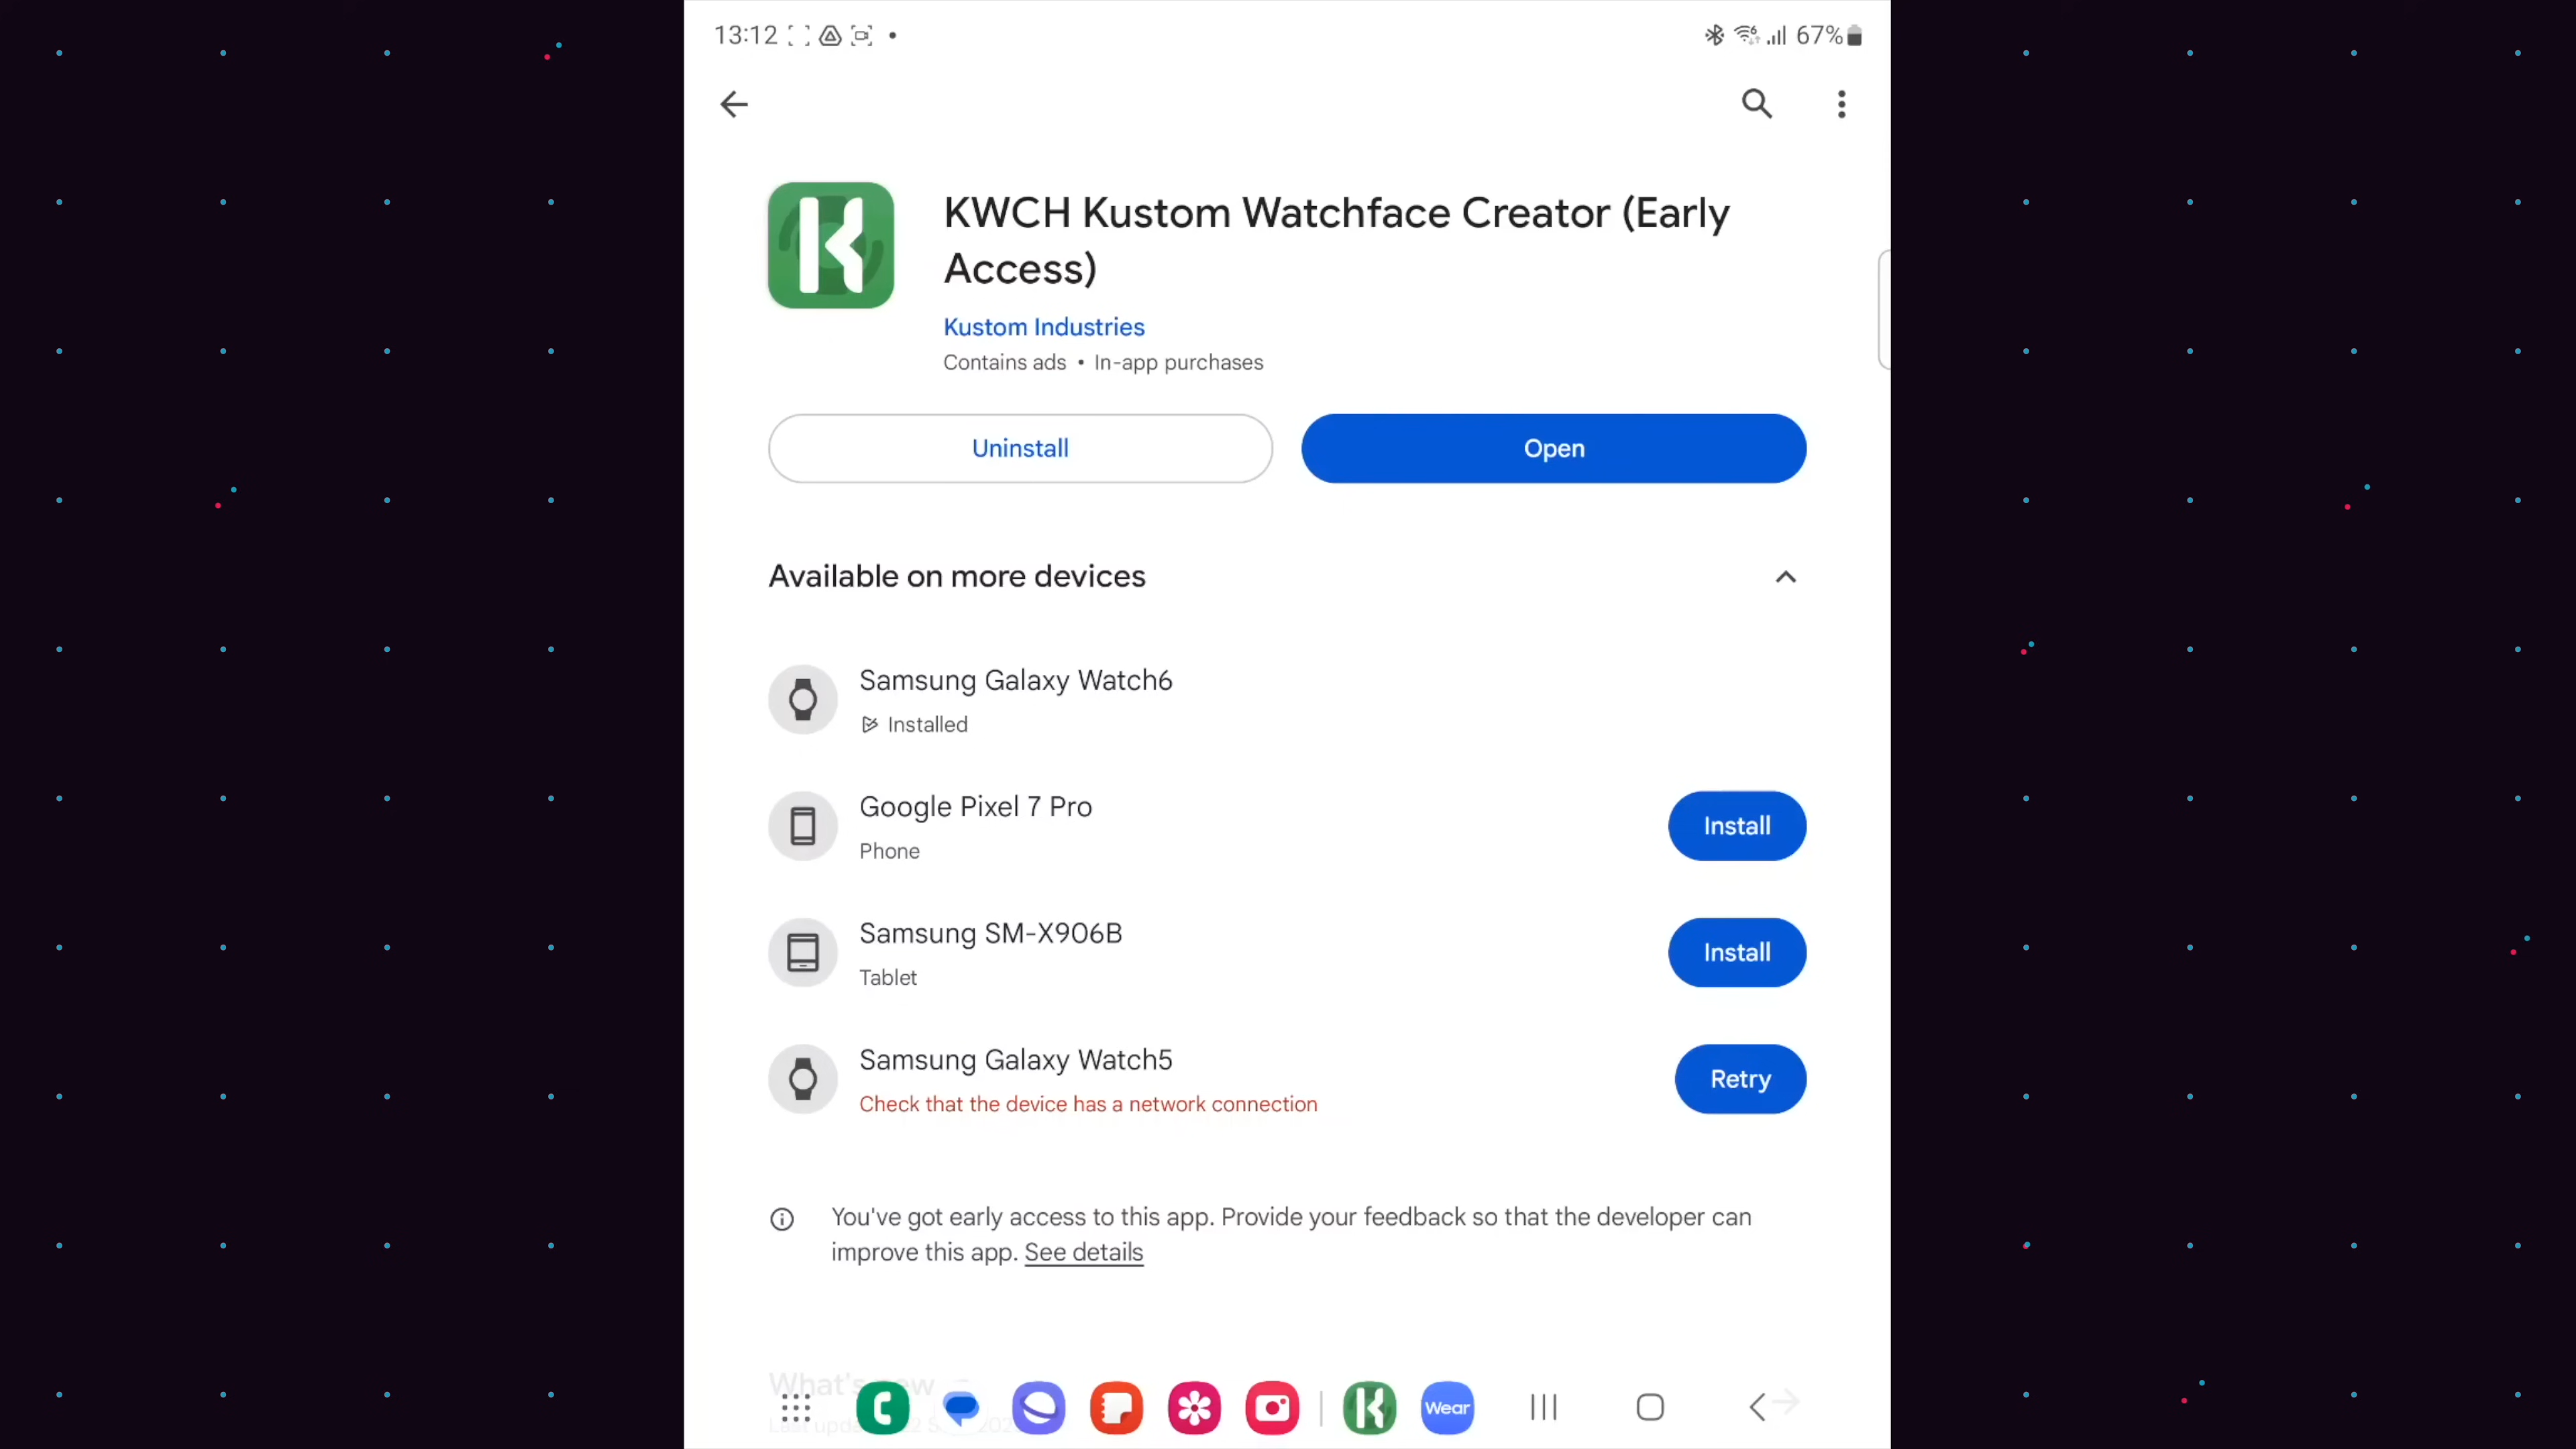 13:12
67%
KWCH Kustom Watchface Creator (Early
Access)
Kustom Industries
Contains ads • In-app purchases
Uninstall
Open
Available on more devices
Samsung Galaxy Watch6
Installed
Google Pixel 7 Pro
Phone
Install
Samsung SM-X906B
Tablet
Install
Samsung Galaxy Watch5
Check that the device has a network connection
Retry
You've got early access to this app. Provide your feedback so that the developer can
improve this app. See details
What's new
Wear